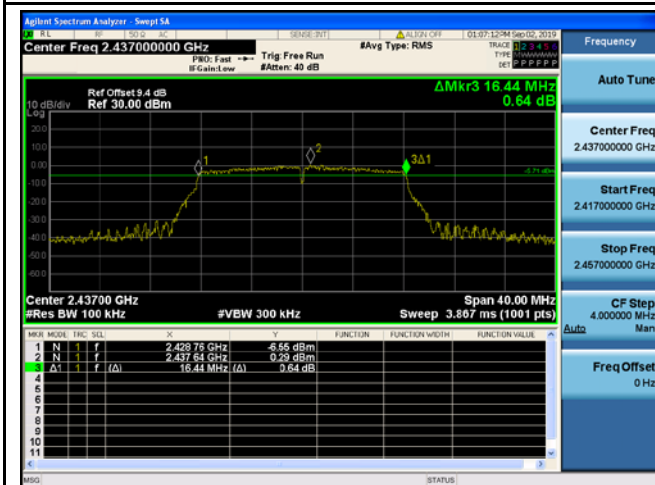 Agilent Spectrum Analyzer - Swept SA
RL RF 50 Ω AC SENSE:INT ALIGN OFF 01:07:12 PM Sep 02, 2019
Center Freq 2.437000000 GHz #Avg Type: RMS TRACE 1 2 3 4 5 6
PNO: Fast Trig: Free Run TYPE
IFGain:Low #Atten: 40 dB DET P P P P P P
Ref Offset 9.4 dB ΔMkr3 16.44 MHz
10 dB/div Ref 30.00 dBm 0.64 dB
Log
20.0
10.0
0.00
-10.0
-20.0
-30.0
-40.0
-50.0
-60.0
1
2
3Δ1
-5.71 dBm
Center 2.43700 GHz Span 40.00 MHz
#Res BW 100 kHz #VBW 300 kHz Sweep 3.867 ms (1001 pts)
MKR MODE TRC SCL X Y FUNCTION FUNCTION WIDTH FUNCTION VALUE
1 N 1 f 2.428 76 GHz -6.55 dBm
2 N 1 f 2.437 64 GHz 0.29 dBm
3 Δ1 1 f (Δ) 16.44 MHz (Δ) 0.64 dB
4
5
6
7
8
9
10
11
MSG STATUS
Frequency
Auto Tune
Center Freq
2.437000000 GHz
Start Freq
2.417000000 GHz
Stop Freq
2.457000000 GHz
CF Step
4.000000 MHz
Auto Man
Freq Offset
0 Hz